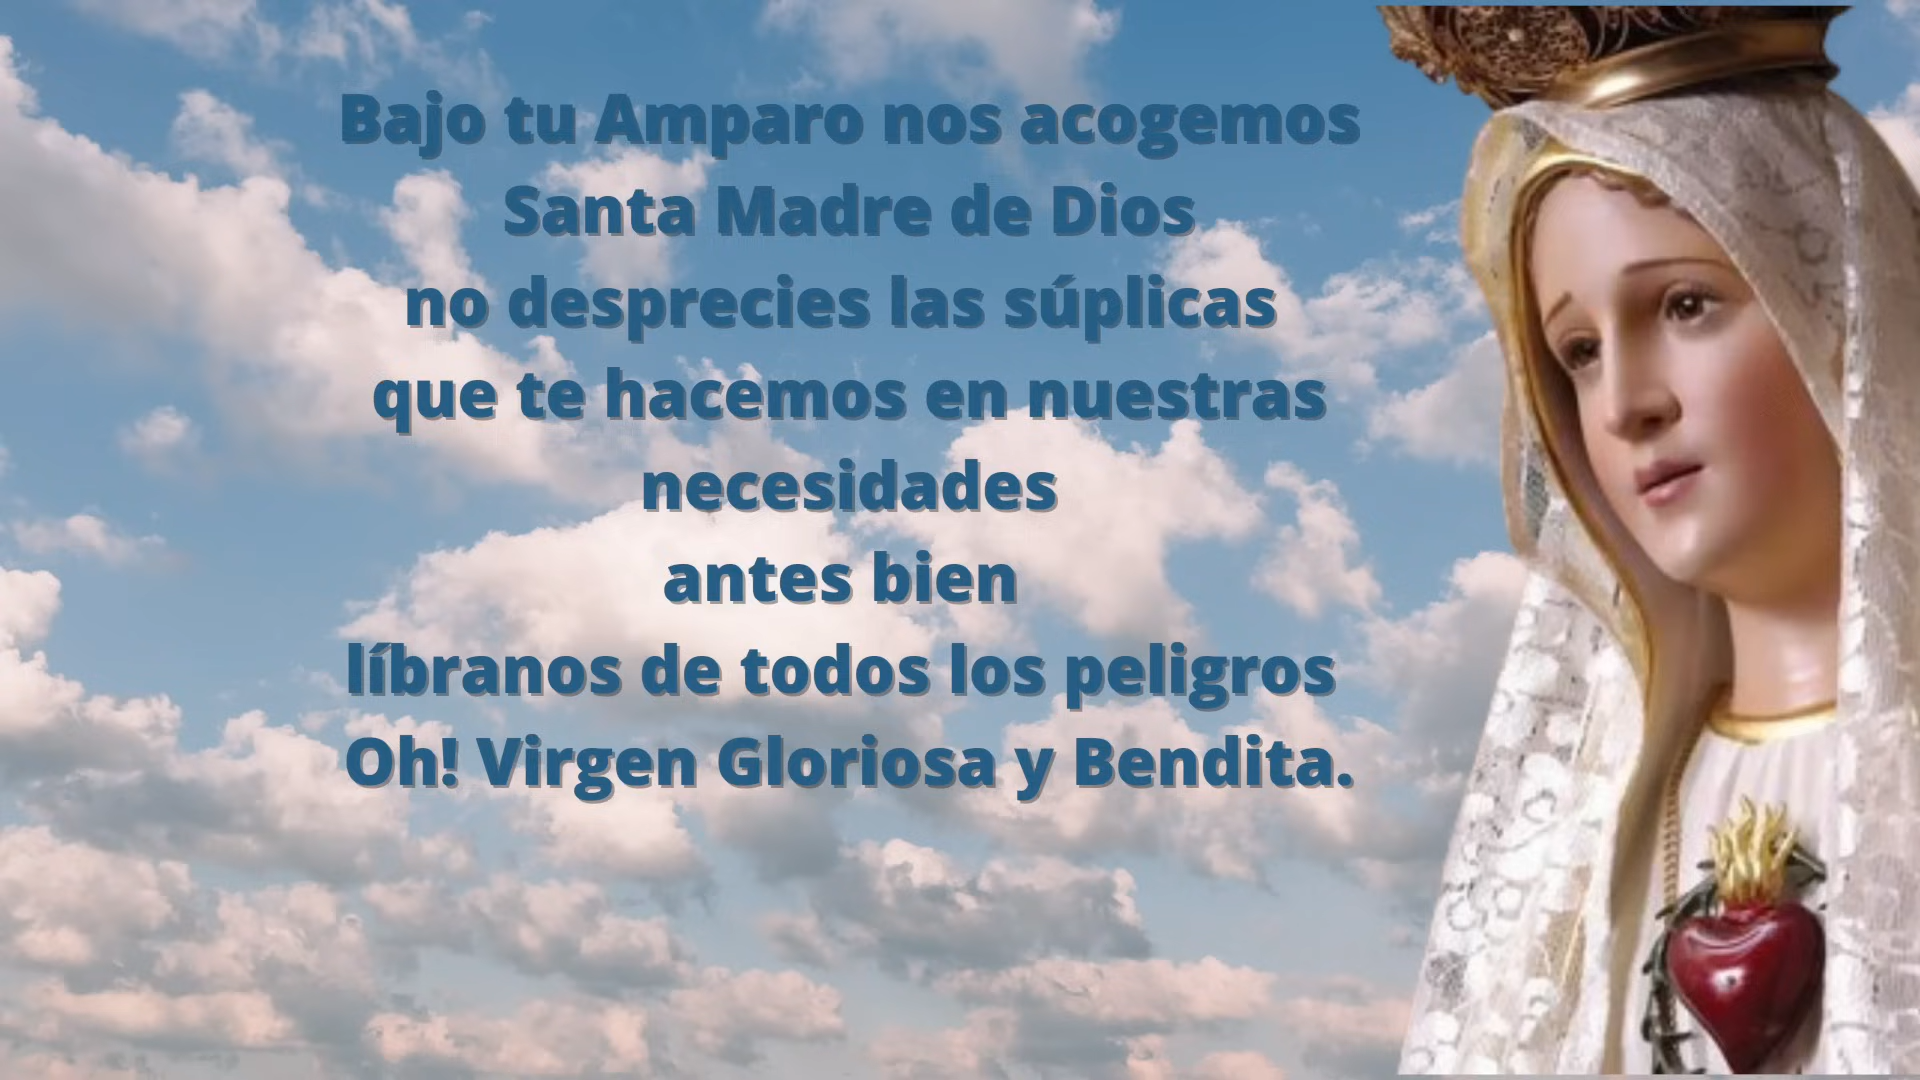 Bajo tu Amparo nos acogemos
Santa Madre de Dios
no desprecies las súplicas
que te hacemos en nuestras
necesidades
antes bien
líbranos de todos los peligros
Oh! Virgen Gloriosa y Bendita.